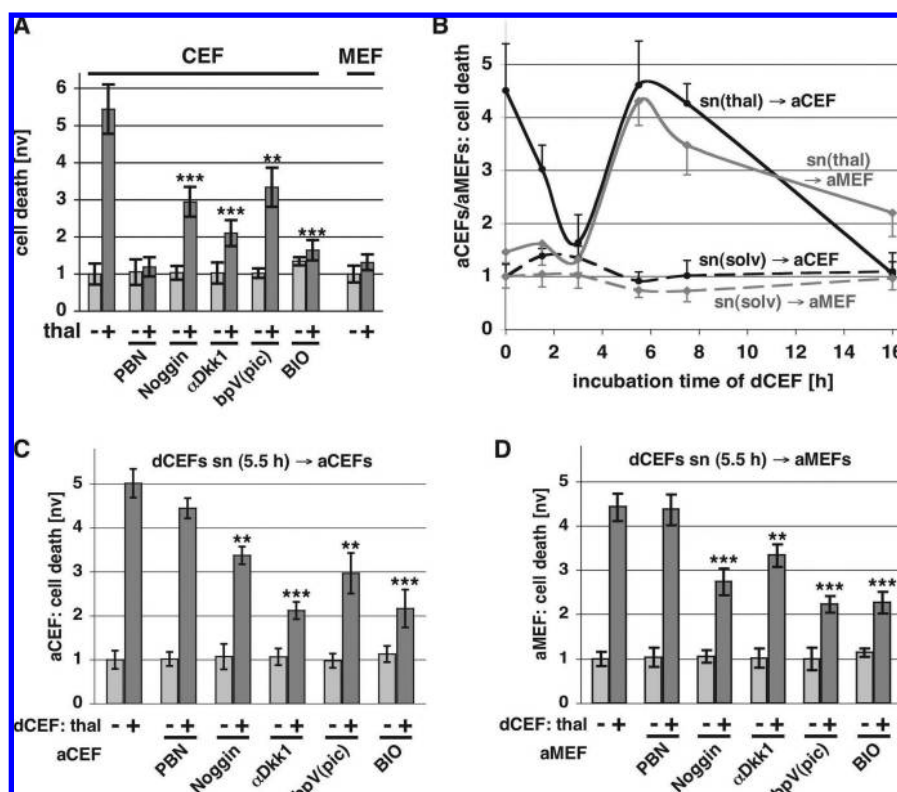 A
CEF
MEF
cell death [nv]
6
5
4
3
2
1
0
***
***
**
***
thal
- + - + - + - + - + - + - +
PBN
Noggin
αDkk1
bpV(pic)
BIO
B
aCEFs/aMEFs: cell death
5
4
3
2
1
0
sn(thal) → aCEF
sn(thal)
→ aMEF
sn(solv) → aCEF
sn(solv) → aMEF
0 2 4 6 8 10 12 14 16
incubation time of dCEF [h]
C
dCEFs sn (5.5 h) → aCEFs
aCEF: cell death [nv]
5
4
3
2
1
0
**
***
**
***
dCEF: thal - + - + - + - + - + - +
aCEF
PBN
Noggin
αDkk1
bpV(pic)
BIO
D
dCEFs sn (5.5 h) → aMEFs
aMEF: cell death [nv]
5
4
3
2
1
0
***
**
***
***
dCEF: thal - + - + - + - + - + - +
aMEF
PBN
Noggin
αDkk1
bpV(pic)
BIO